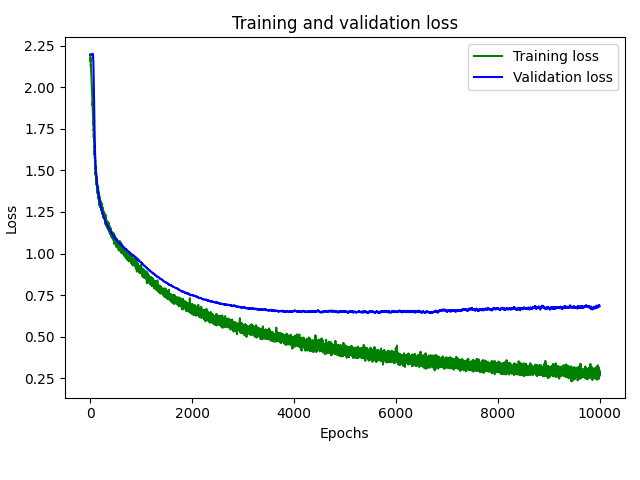 Training and validation loss
Training loss
Validation loss
2.25
2.00
1.75
1.50
1.25
1.00
0.75
0.50
0.25
Loss
0 2000 4000 6000 8000 10000
Epochs